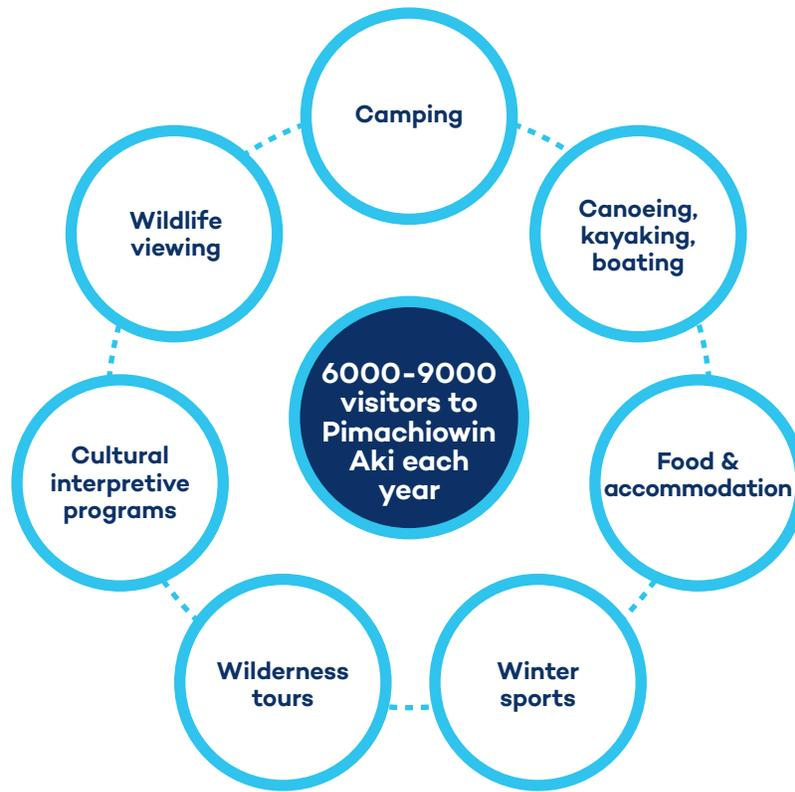 Camping
Canoeing,
kayaking,
boating
Food &
accommodation
Winter
sports
Wilderness
tours
Cultural
interpretive
programs
Wildlife
viewing
6000-9000
visitors to
Pimachiowin
Aki each
year